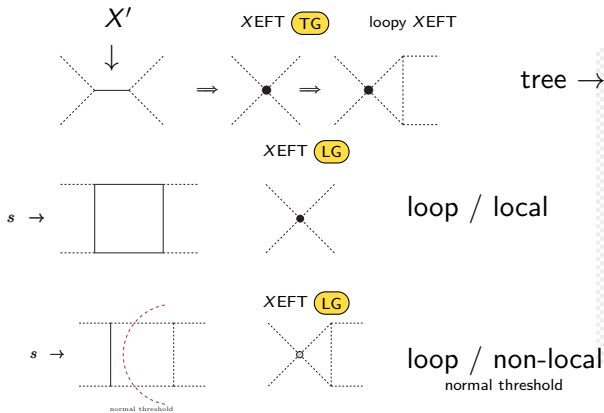 X′
XEFT TG loopy XEFT
↓
⇒ ⇒
tree →
XEFT LG
s →
loop / local
XEFT LG
s →
loop / non-local
normal threshold
normal threshold